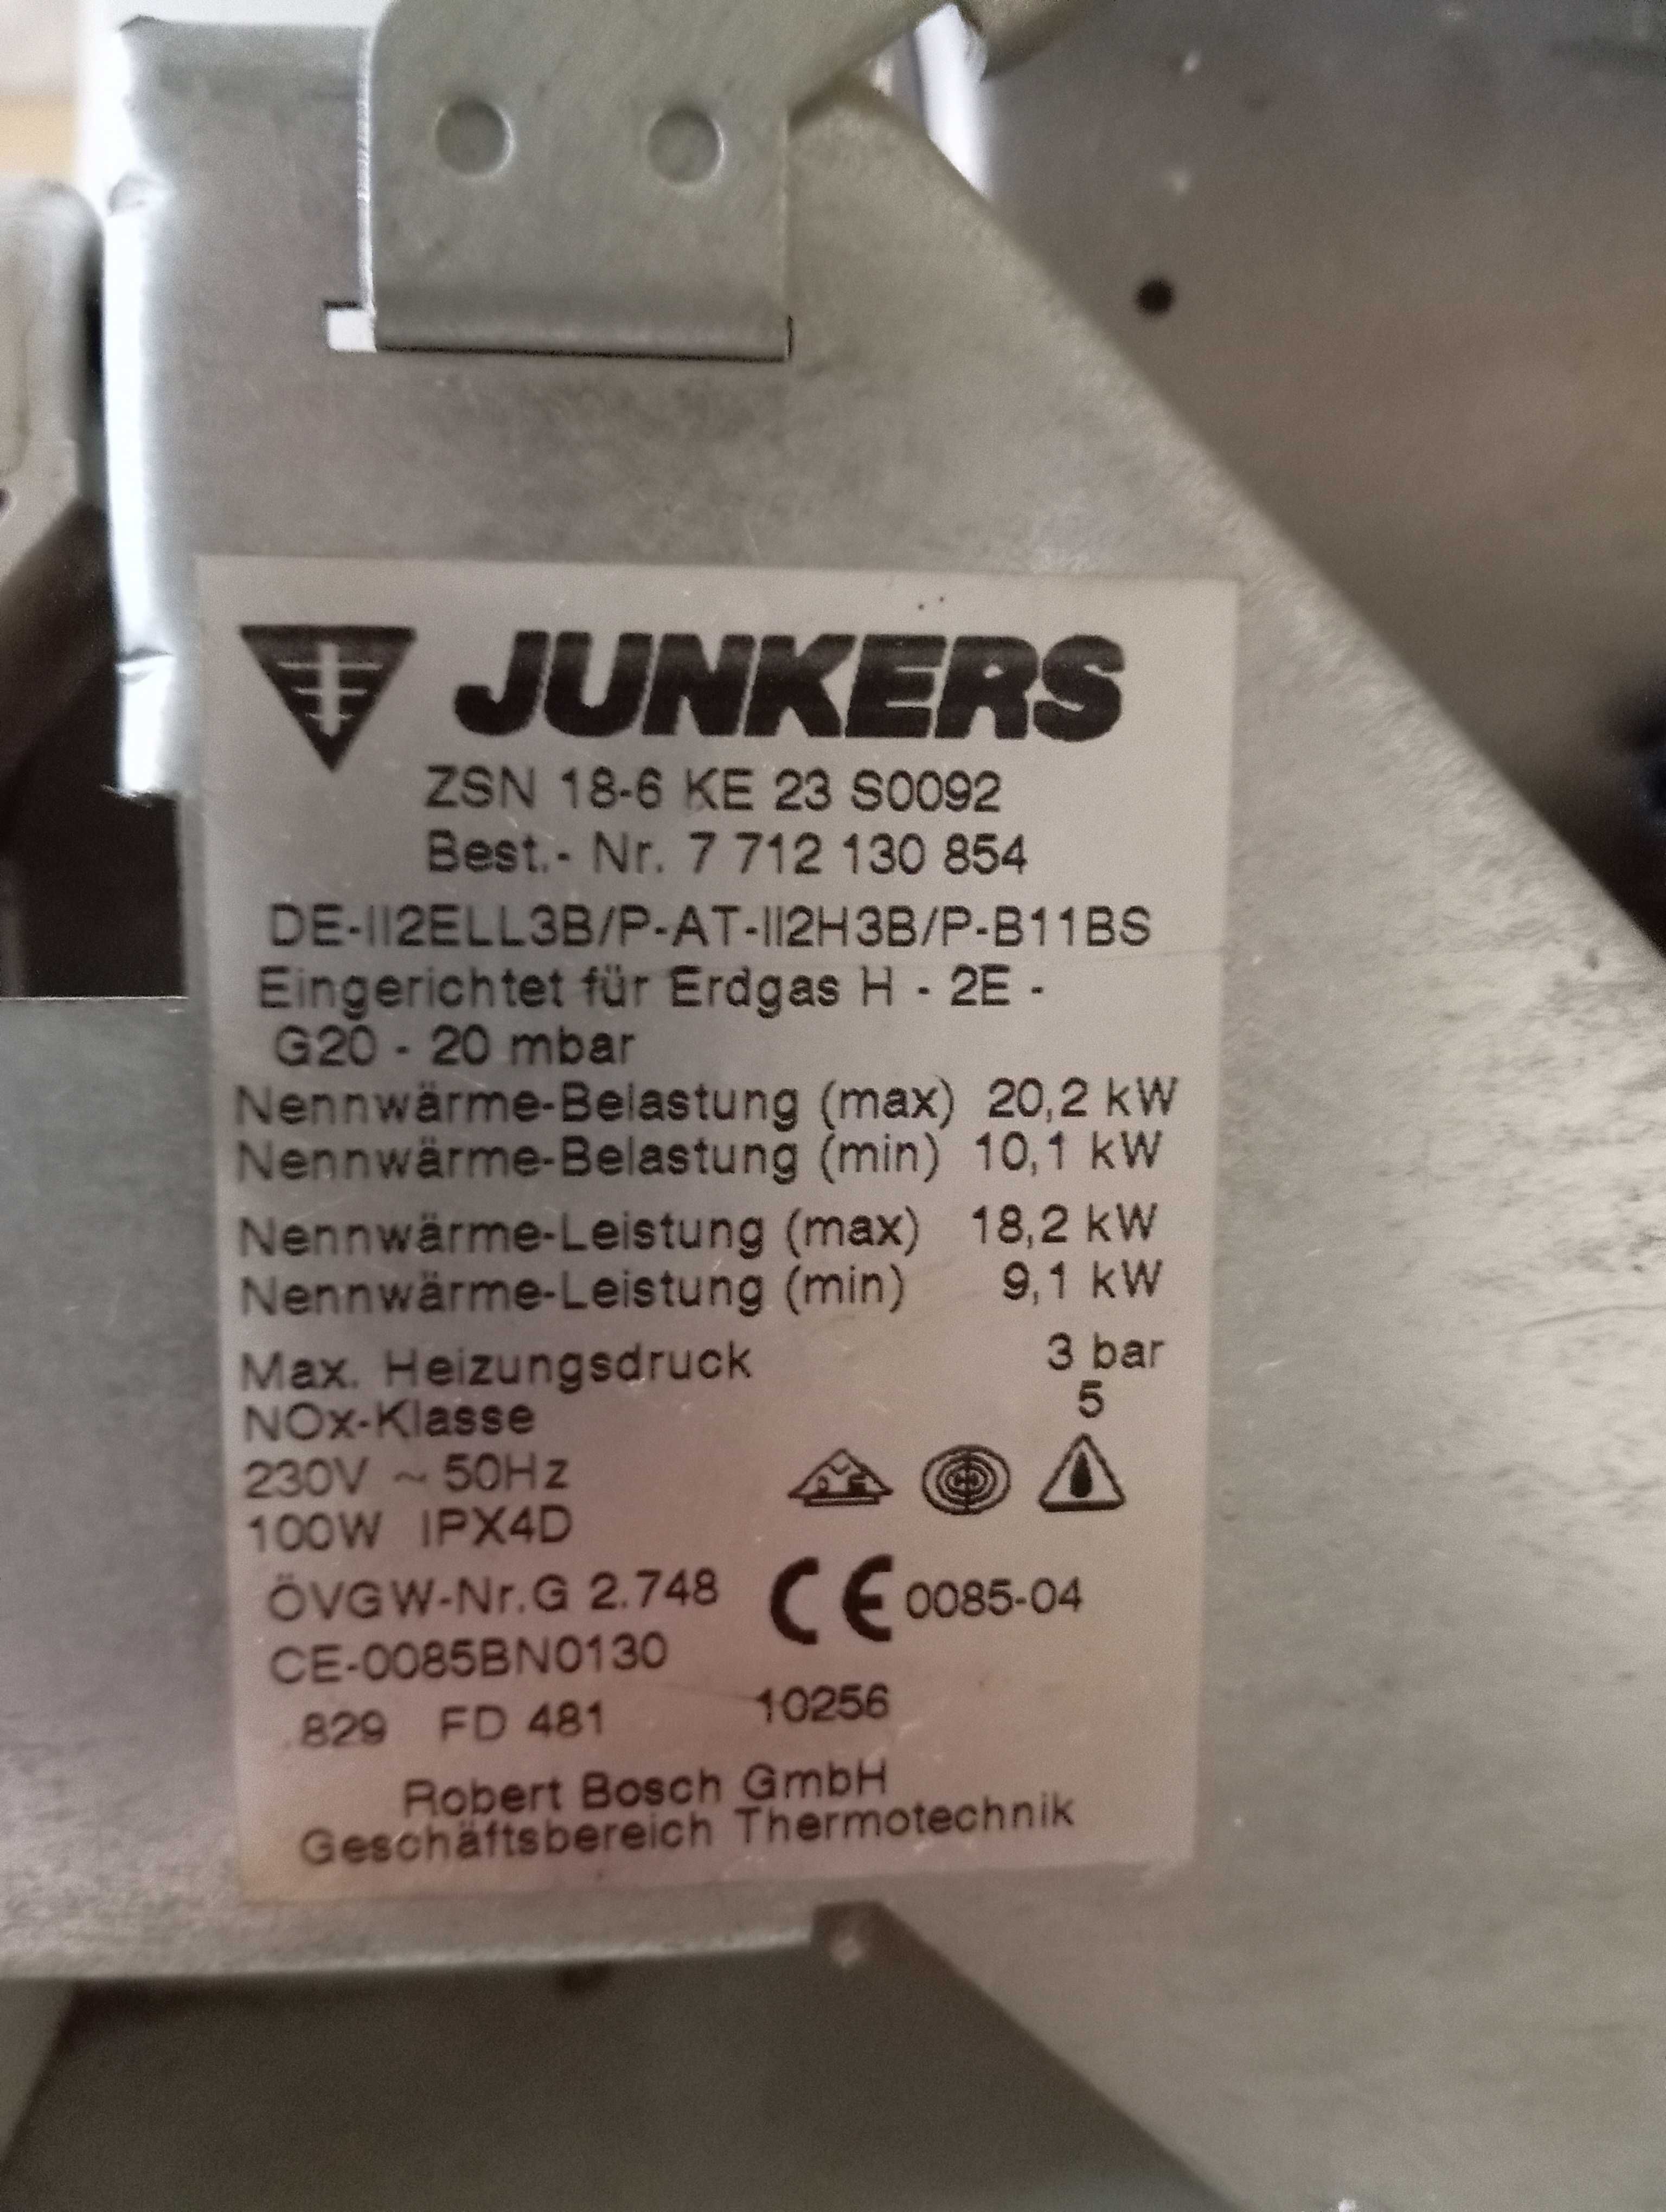 JUNKERS
ZSN 18-6 KE 23 S0092
Best.- Nr. 7 712 130 854
DE-II2ELL3B/P-AT-II2H3B/P-B11BS
Eingerichtet für Erdgas H - 2E -
G20 - 20 mbar
Nennwärme-Belastung (max) 20,2 kW
Nennwärme-Belastung (min) 10,1 kW
Nennwärme-Leistung (max) 18,2 kW
Nennwärme-Leistung (min) 9,1 kW
Max. Heizungsdruck 3 bar
NOx-Klasse 5
230V ~ 50Hz
100W IPX4D
ÖVGW-Nr.G 2.748 CE 0085-04
CE-0085BN0130
829 FD 481 10256
Robert Bosch GmbH
Geschäftsbereich Thermotechnik